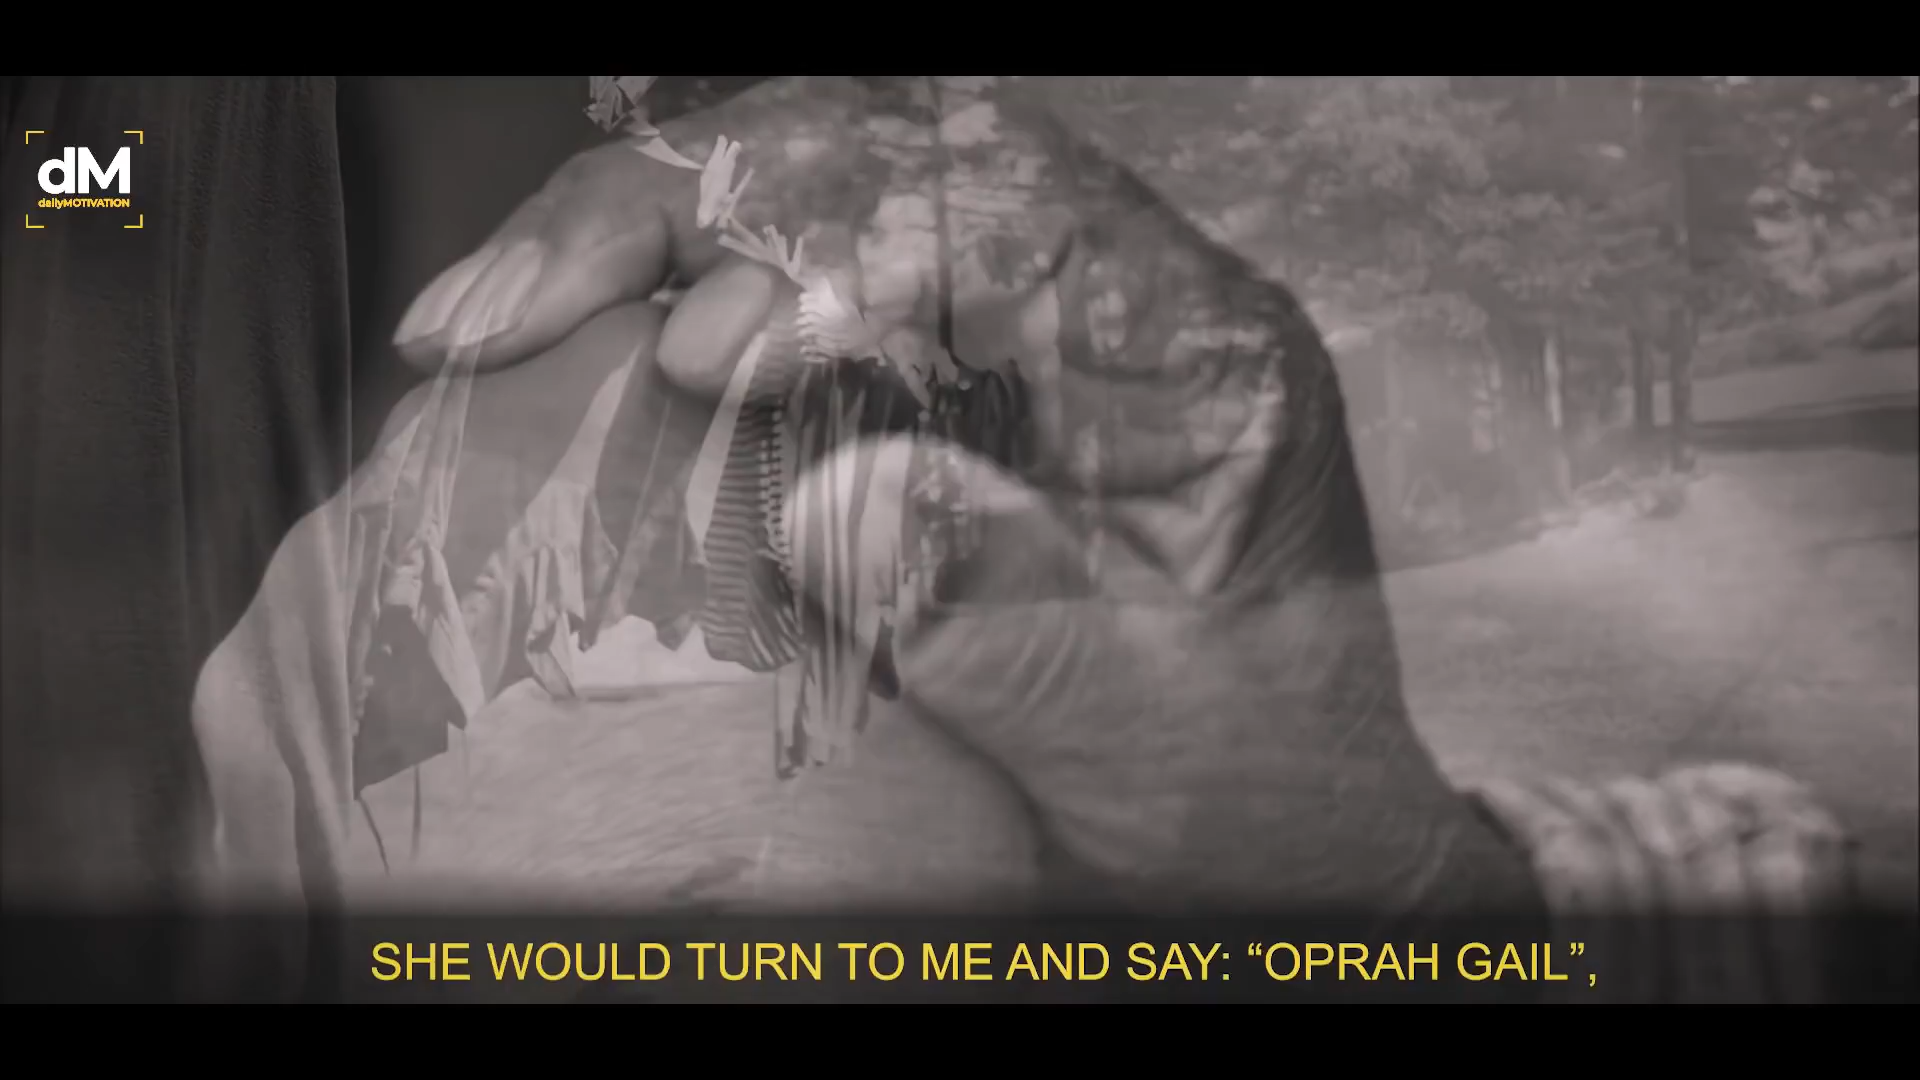 dM
dailyMOTIVATION
SHE WOULD TURN TO ME AND SAY: “OPRAH GAIL”,